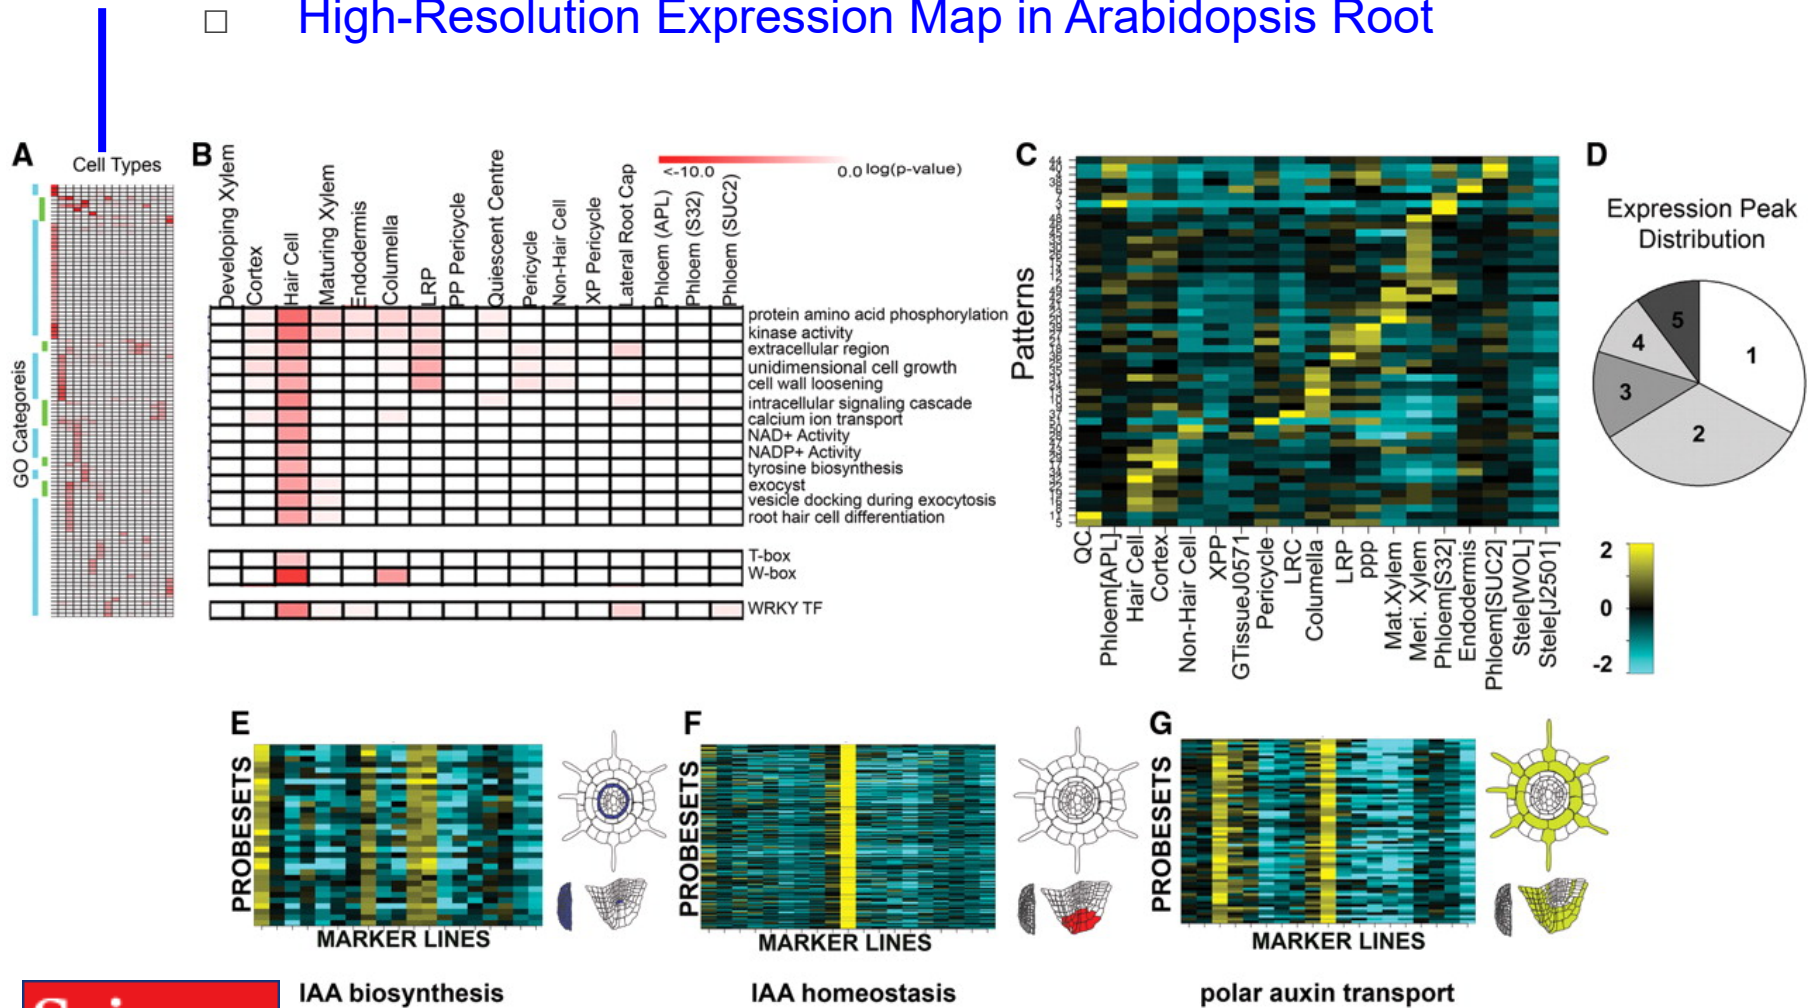 □ High-Resolution Expression Map in Arabidopsis Root
A
Cell Types
GO Categoreis
B
Developing Xylem
Cortex
Hair Cell
Maturing Xylem
Endodermis
Columella
LRP
PP Pericycle
Quiescent Centre
Pericycle
Non-Hair Cell
XP Pericycle
Lateral Root Cap
Phloem (APL)
Phloem (S32)
Phloem (SUC2)
<-10.0 0.0 log(p-value)
protein amino acid phosphorylation
kinase activity
extracellular region
unidimensional cell growth
cell wall loosening
intracellular signaling cascade
calcium ion transport
NAD+ Activity
NADP+ Activity
tyrosine biosynthesis
exocyst
vesicle docking during exocytosis
root hair cell differentiation
T-box
W-box
WRKY TF
C
Patterns
QC
Phloem[APL]
Hair Cell
Cortex
Non-Hair Cell
XPP
GTissueJ0571
Pericycle
LRC
Columella
LRP
ppp
Mat.Xylem
Meri. Xylem
Phloem[S32]
Endodermis
Phloem[SUC2]
Stele[WOL]
Stele[J2501]
D
Expression Peak
Distribution
1
2
3
4
5
2
0
-2
E
PROBESETS
MARKER LINES
IAA biosynthesis
F
PROBESETS
MARKER LINES
IAA homeostasis
G
PROBESETS
MARKER LINES
polar auxin transport